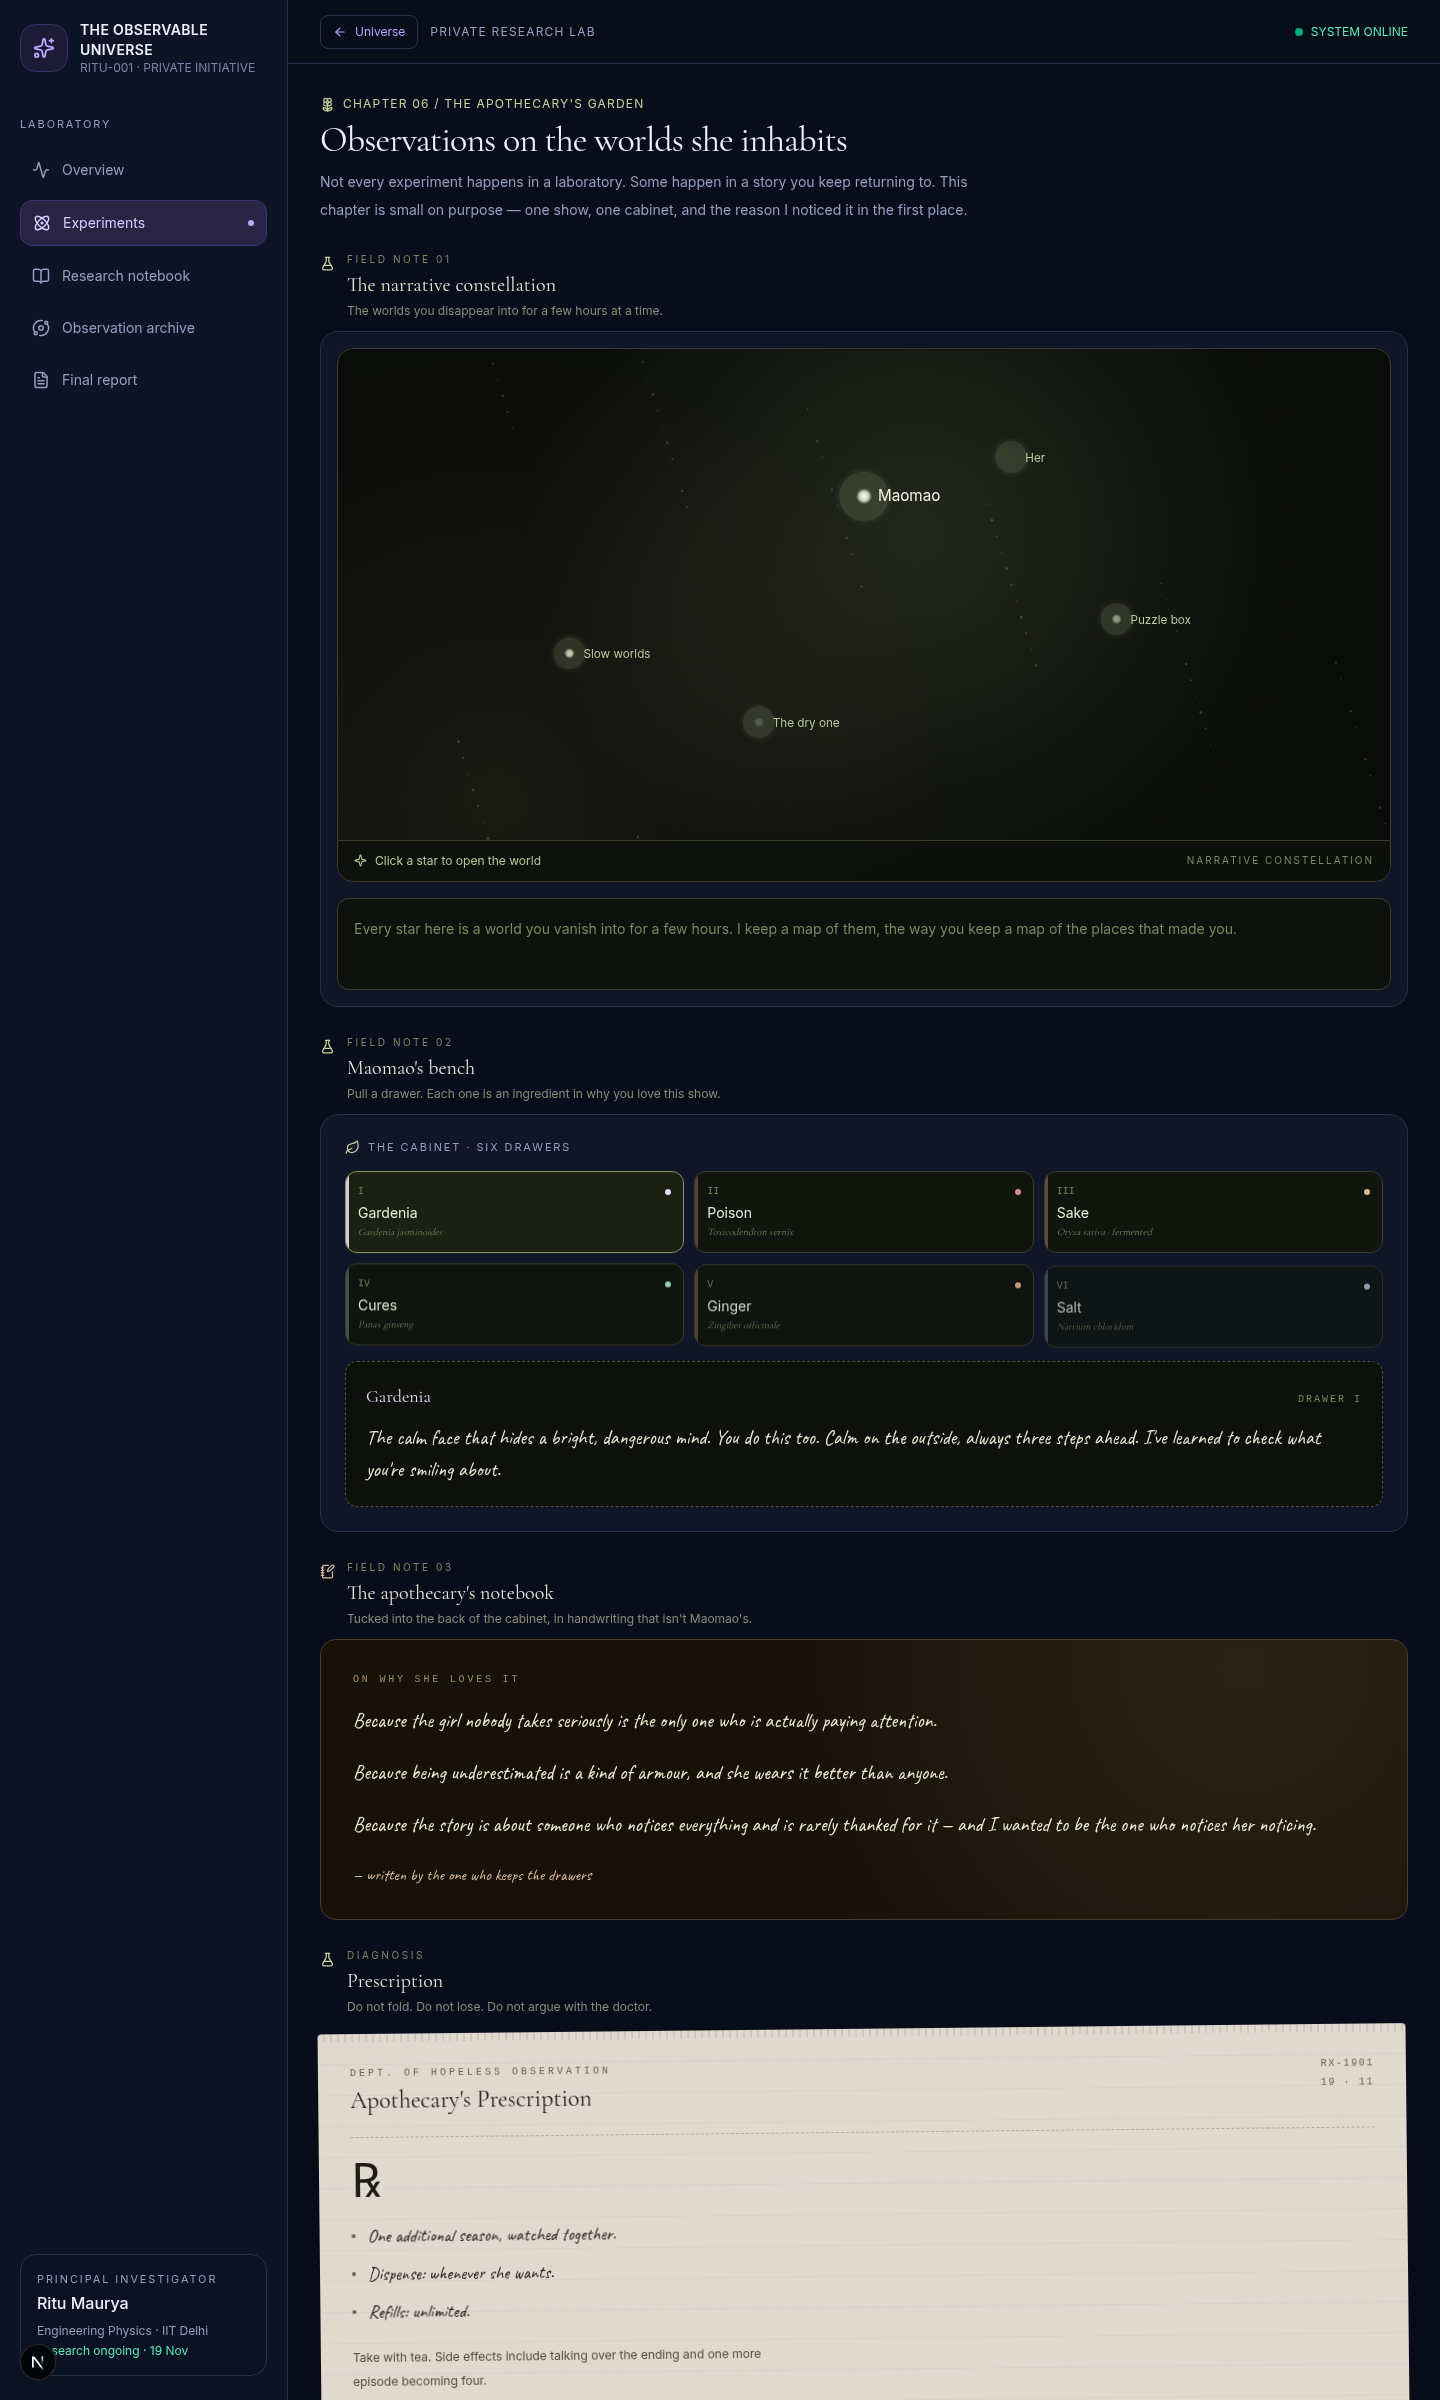 THE OBSERVABLE
UNIVERSE
RITU-001 · PRIVATE INITIATIVE
LABORATORY
Overview
Experiments
Research notebook
Observation archive
Final report
PRINCIPAL INVESTIGATOR
Ritu Maurya
Engineering Physics · IIT Delhi
search ongoing · 19 Nov
N
Universe
PRIVATE RESEARCH LAB
SYSTEM ONLINE
CHAPTER 06 / THE APOTHECARY'S GARDEN
Observations on the worlds she inhabits
Not every experiment happens in a laboratory. Some happen in a story you keep returning to. This
chapter is small on purpose — one show, one cabinet, and the reason I noticed it in the first place.
FIELD NOTE 01
The narrative constellation
The worlds you disappear into for a few hours at a time.
Her
Maomao
Puzzle box
Slow worlds
The dry one
Click a star to open the world
NARRATIVE CONSTELLATION
Every star here is a world you vanish into for a few hours. I keep a map of them, the way you keep a map of the places that made you.
FIELD NOTE 02
Maomao's bench
Pull a drawer. Each one is an ingredient in why you love this show.
THE CABINET · SIX DRAWERS
I
Gardenia
Gardenia jasminoides
II
Poison
Toxicodendron vernix
III
Sake
Oryza sativa · fermented
IV
Cures
Panax ginseng
V
Ginger
Zingiber officinale
VI
Salt
Natrium chloridum
Gardenia
DRAWER I
The calm face that hides a bright, dangerous mind. You do this too. Calm on the outside, always three steps ahead. I've learned to check what
you're smiling about.
FIELD NOTE 03
The apothecary's notebook
Tucked into the back of the cabinet, in handwriting that isn't Maomao's.
ON WHY SHE LOVES IT
Because the girl nobody takes seriously is the only one who is actually paying attention.
Because being underestimated is a kind of armour, and she wears it better than anyone.
Because the story is about someone who notices everything and is rarely thanked for it — and I wanted to be the one who notices her noticing.
— written by the one who keeps the drawers
DIAGNOSIS
Prescription
Do not fold. Do not lose. Do not argue with the doctor.
DEPT. OF HOPELESS OBSERVATION
Apothecary's Prescription
RX-1901
19 · 11
℞
• One additional season, watched together.
• Dispense: whenever she wants.
• Refills: unlimited.
Take with tea. Side effects include talking over the ending and one more
episode becoming four.